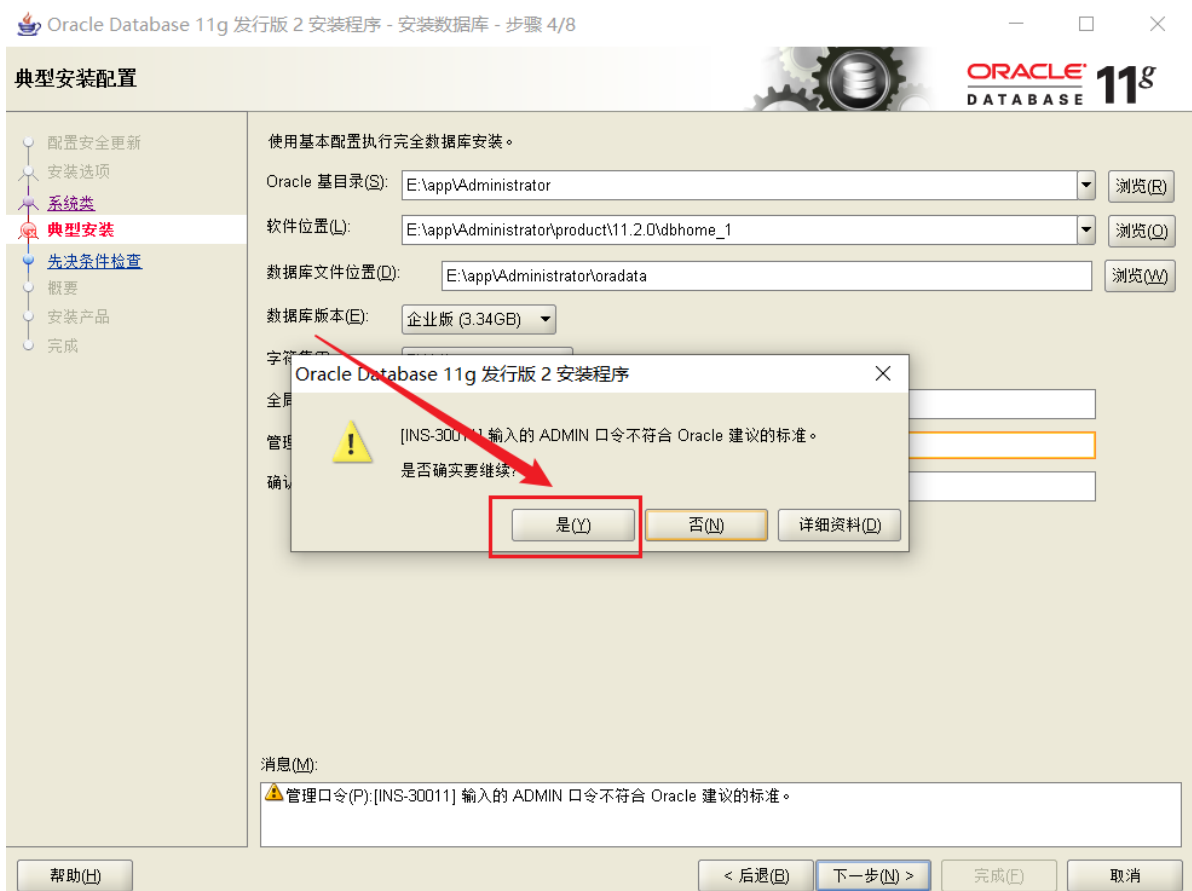 Oracle Database 11g 发行版 2 安装程序 - 安装数据库 - 步骤 4/8
典型安装配置
ORACLE
DATABASE
11g
配置安全更新
安装选项
系统类
典型安装
先决条件检查
概要
安装产品
完成
使用基本配置执行完全数据库安装。
Oracle 基目录(S): E:\app\Administrator 浏览(R)
软件位置(L): E:\app\Administrator\product\11.2.0\dbhome_1 浏览(O)
数据库文件位置(D): E:\app\Administrator\oradata 浏览(W)
数据库版本(E): 企业版 (3.34GB)
全局
管理
确认
Oracle Database 11g 发行版 2 安装程序
[INS-30011] 输入的 ADMIN 口令不符合 Oracle 建议的标准。
是否确实要继续?
是(Y) 否(N) 详细资料(D)
消息(M):
管理口令(P):[INS-30011] 输入的 ADMIN 口令不符合 Oracle 建议的标准。
帮助(H) < 后退(B) 下一步(N) > 完成(F) 取消